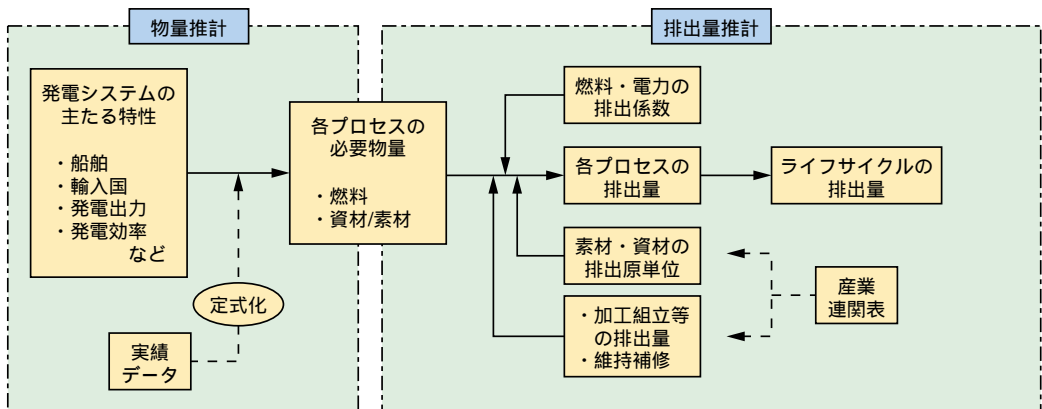 物量推計
発電システムの
主たる特性
・船舶
・輸入国
・発電出力
・発電効率
など
定式化
実績
データ
各プロセスの
必要物量
・燃料
・資材/素材
排出量推計
燃料・電力の
排出係数
各プロセスの
排出量
ライフサイクルの
排出量
素材・資材の
排出原単位
・加工組立等
の排出量
・維持補修
産業
連関表